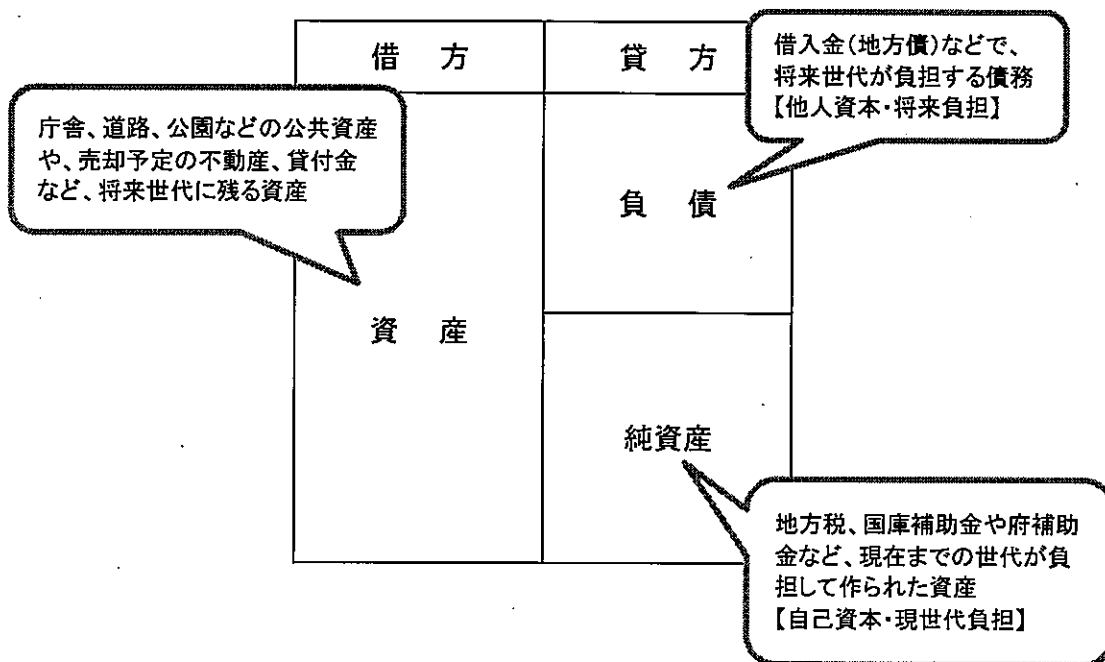 借 方
貸 方
借入金(地方債)などで、
将来世代が負担する債務
【他人資本・将来負担】
庁舎、道路、公園などの公共資産
や、売却予定の不動産、貸付金
など、将来世代に残る資産
負 債
資 産
純資産
地方税、国庫補助金や府補助
金など、現在までの世代が負
担して作られた資産
【自己資本・現世代負担】